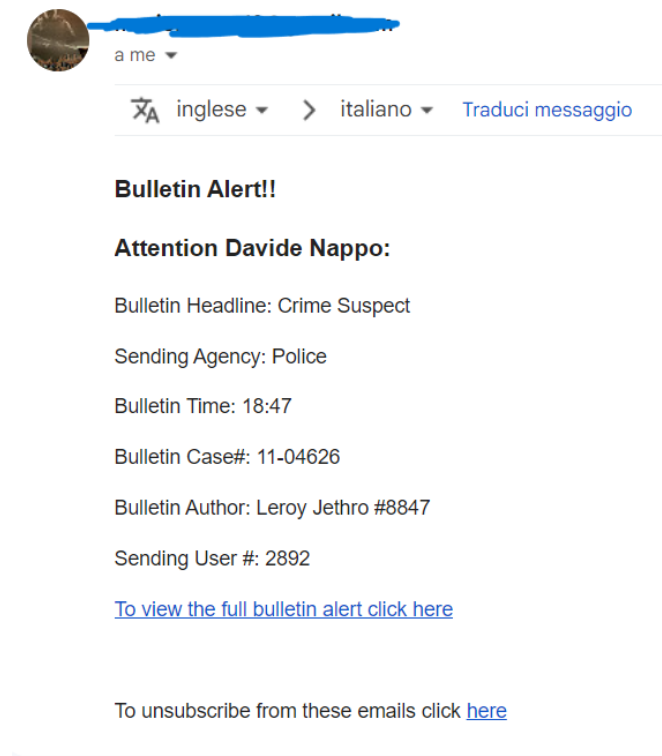 a me
inglese > italiano Traduci messaggio
Bulletin Alert!!
Attention Davide Nappo:
Bulletin Headline: Crime Suspect
Sending Agency: Police
Bulletin Time: 18:47
Bulletin Case#: 11-04626
Bulletin Author: Leroy Jethro #8847
Sending User #: 2892
To view the full bulletin alert click here
To unsubscribe from these emails click here